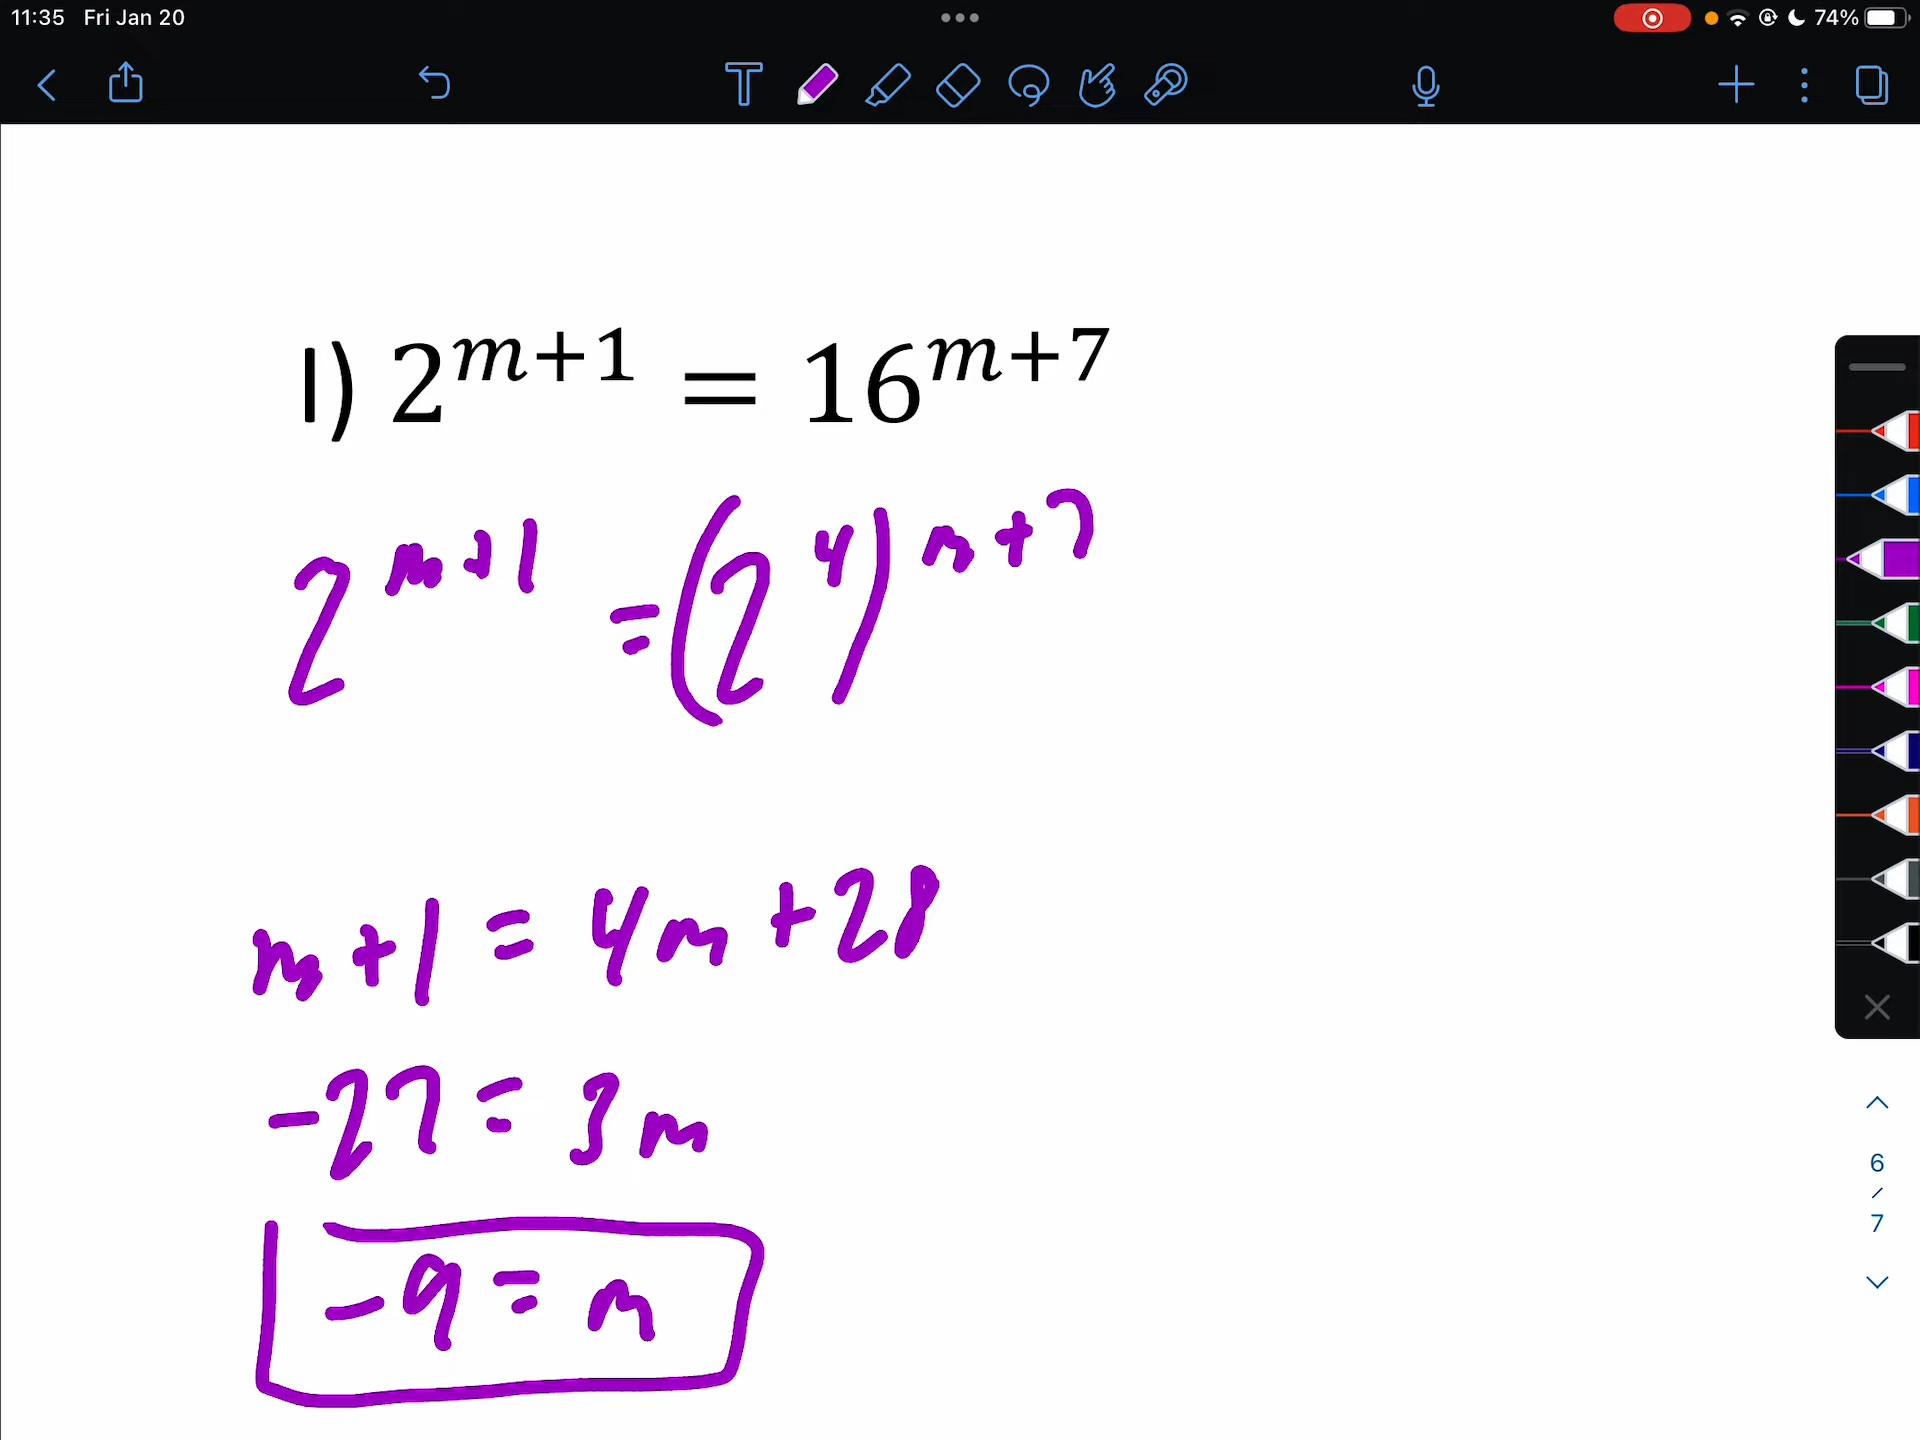 11:35 Fri Jan 20
74%
1) 2^{m+1} = 16^{m+7}
2^{m+1} = (2^4)^{m+7}
m+1 = 4m+28
-27 = 3m
-9 = m
6
/
7